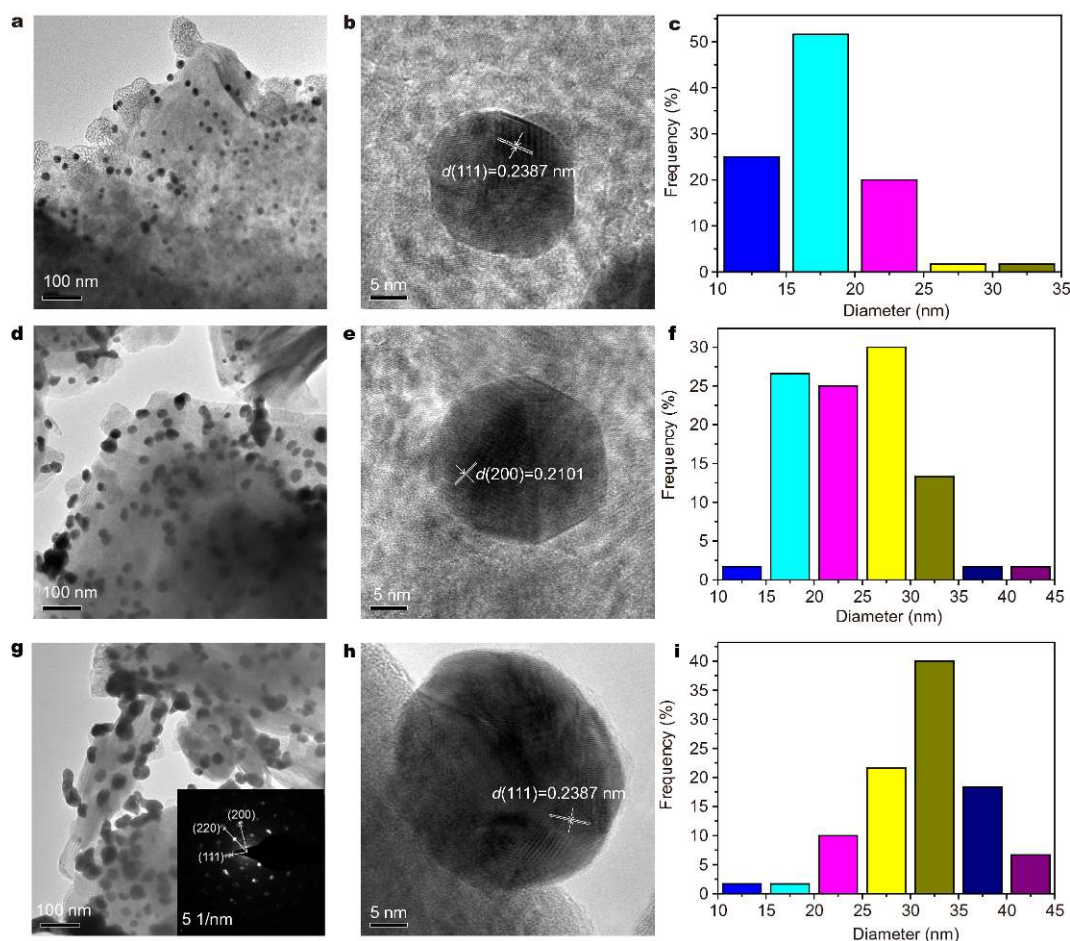 a
100 nm
b
d(111)=0.2387 nm
5 nm
c
Frequency (%)
50
40
30
20
10
0
10 15 20 25 30 35
Diameter (nm)
d
100 nm
e
d(200)=0.2101
5 nm
f
Frequency (%)
30
25
20
15
10
5
0
10 15 20 25 30 35 40 45
Diameter (nm)
g
(200)
(220)
(111)
100 nm
5 1/nm
h
d(111)=0.2387 nm
5 nm
i
Frequency (%)
40
35
30
25
20
15
10
5
0
10 15 20 25 30 35 40 45
Diameter (nm)